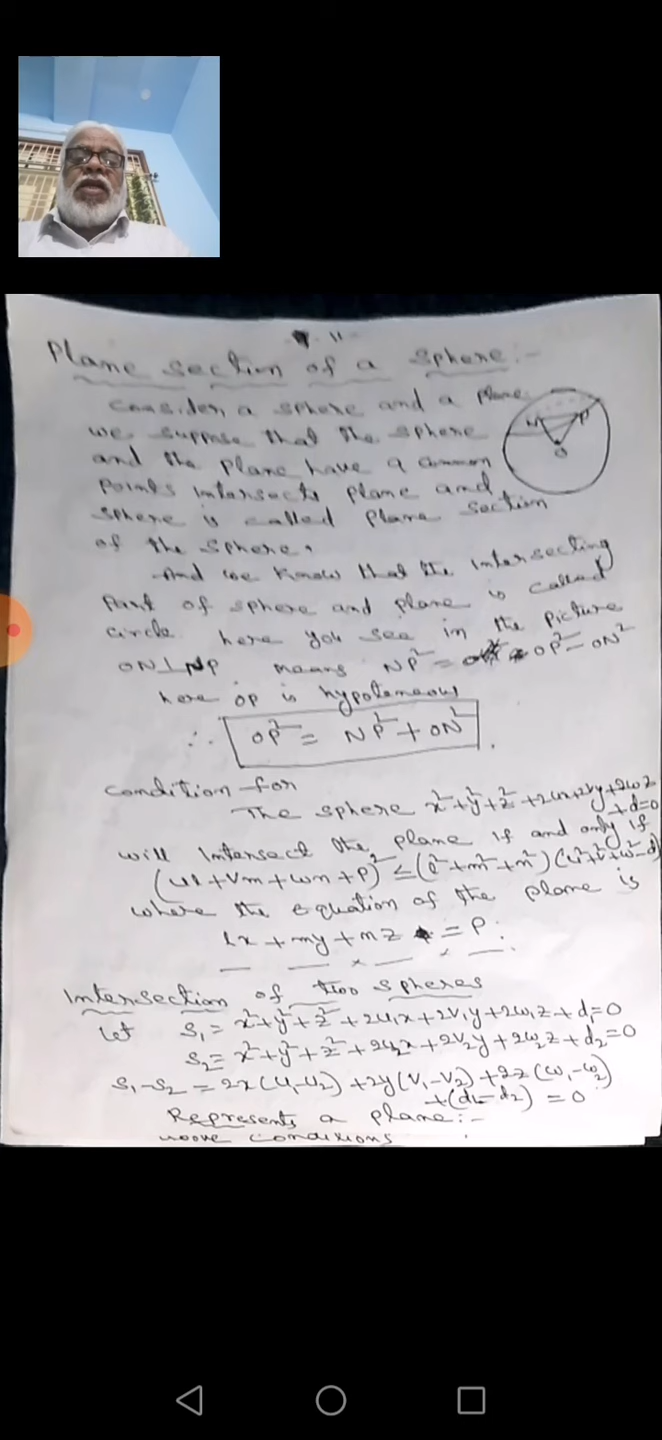 11
Plane section of a sphere:-
Consider a sphere and a plane
we suppose that the sphere
and the plane have a common
points intersects plane and
sphere is called plane section
of the sphere.
And we know that the intersecting
part of sphere and plane is called
circle here you see in the picture
ON⊥NP means NP² = OP² = ON²
here OP is hypoteneous
∴ OP² = NP² + ON² .
N P
O
condition for
The sphere x²+y²+z²+2ux+2vy+2wz
+d=0
will intersect the plane if and only if
(ul+vm+wn+p)² ≤ (l²+m²+n²)(u²+v²+w²-d)
where the equation of the plane is
lx + my + nz = p.
Intersection of two spheres
Let S₁ = x²+y²+z²+2u₁x+2v₁y+2w₁z+d₁=0
S₂ = x²+y²+z²+2u₂x+2v₂y+2w₂z+d₂=0
S₁-S₂ = 2x(u₁-u₂)+2y(v₁-v₂)+2z(w₁-w₂)
+(d₁-d₂) = 0
Represents a plane:-
conditions